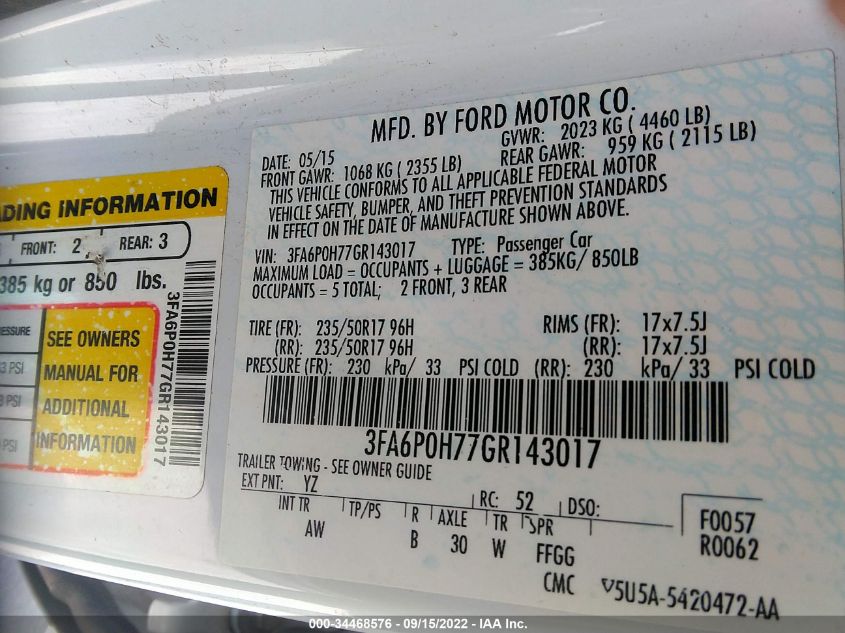 MFD. BY FORD MOTOR CO.
DATE: 05/15 GVWR: 2023 KG ( 4460 LB)
FRONT GAWR: 1068 KG ( 2355 LB) REAR GAWR: 959 KG ( 2115 LB)
THIS VEHICLE CONFORMS TO ALL APPLICABLE FEDERAL MOTOR
VEHICLE SAFETY, BUMPER, AND THEFT PREVENTION STANDARDS
IN EFFECT ON THE DATE OF MANUFACTURE SHOWN ABOVE.
VIN: 3FA6P0H77GR143017 TYPE: Passenger Car
MAXIMUM LOAD = OCCUPANTS + LUGGAGE = 385KG/ 850LB
OCCUPANTS = 5 TOTAL; 2 FRONT, 3 REAR
TIRE (FR): 235/50R17 96H RIMS (FR): 17x7.5J
(RR): 235/50R17 96H (RR): 17x7.5J
PRESSURE (FR): 230 kPa/ 33 PSI COLD (RR): 230 kPa/ 33 PSI COLD
3FA6P0H77GR143017
TRAILER TOWING - SEE OWNER GUIDE
EXT PNT: YZ RC: 52 DSO: F0057
INT TR TP/PS R AXLE TR SPR R0062
AW B 30 W FFGG
CMC V5U5A-5420472-AA
ADING INFORMATION
FRONT: 2 REAR: 3
385 kg or 850 lbs.
SEE OWNERS
MANUAL FOR
ADDITIONAL
INFORMATION
PSI
PSI
3FA6P0H77GR143017
000-34468576 - 09/15/2022 - IAA Inc.